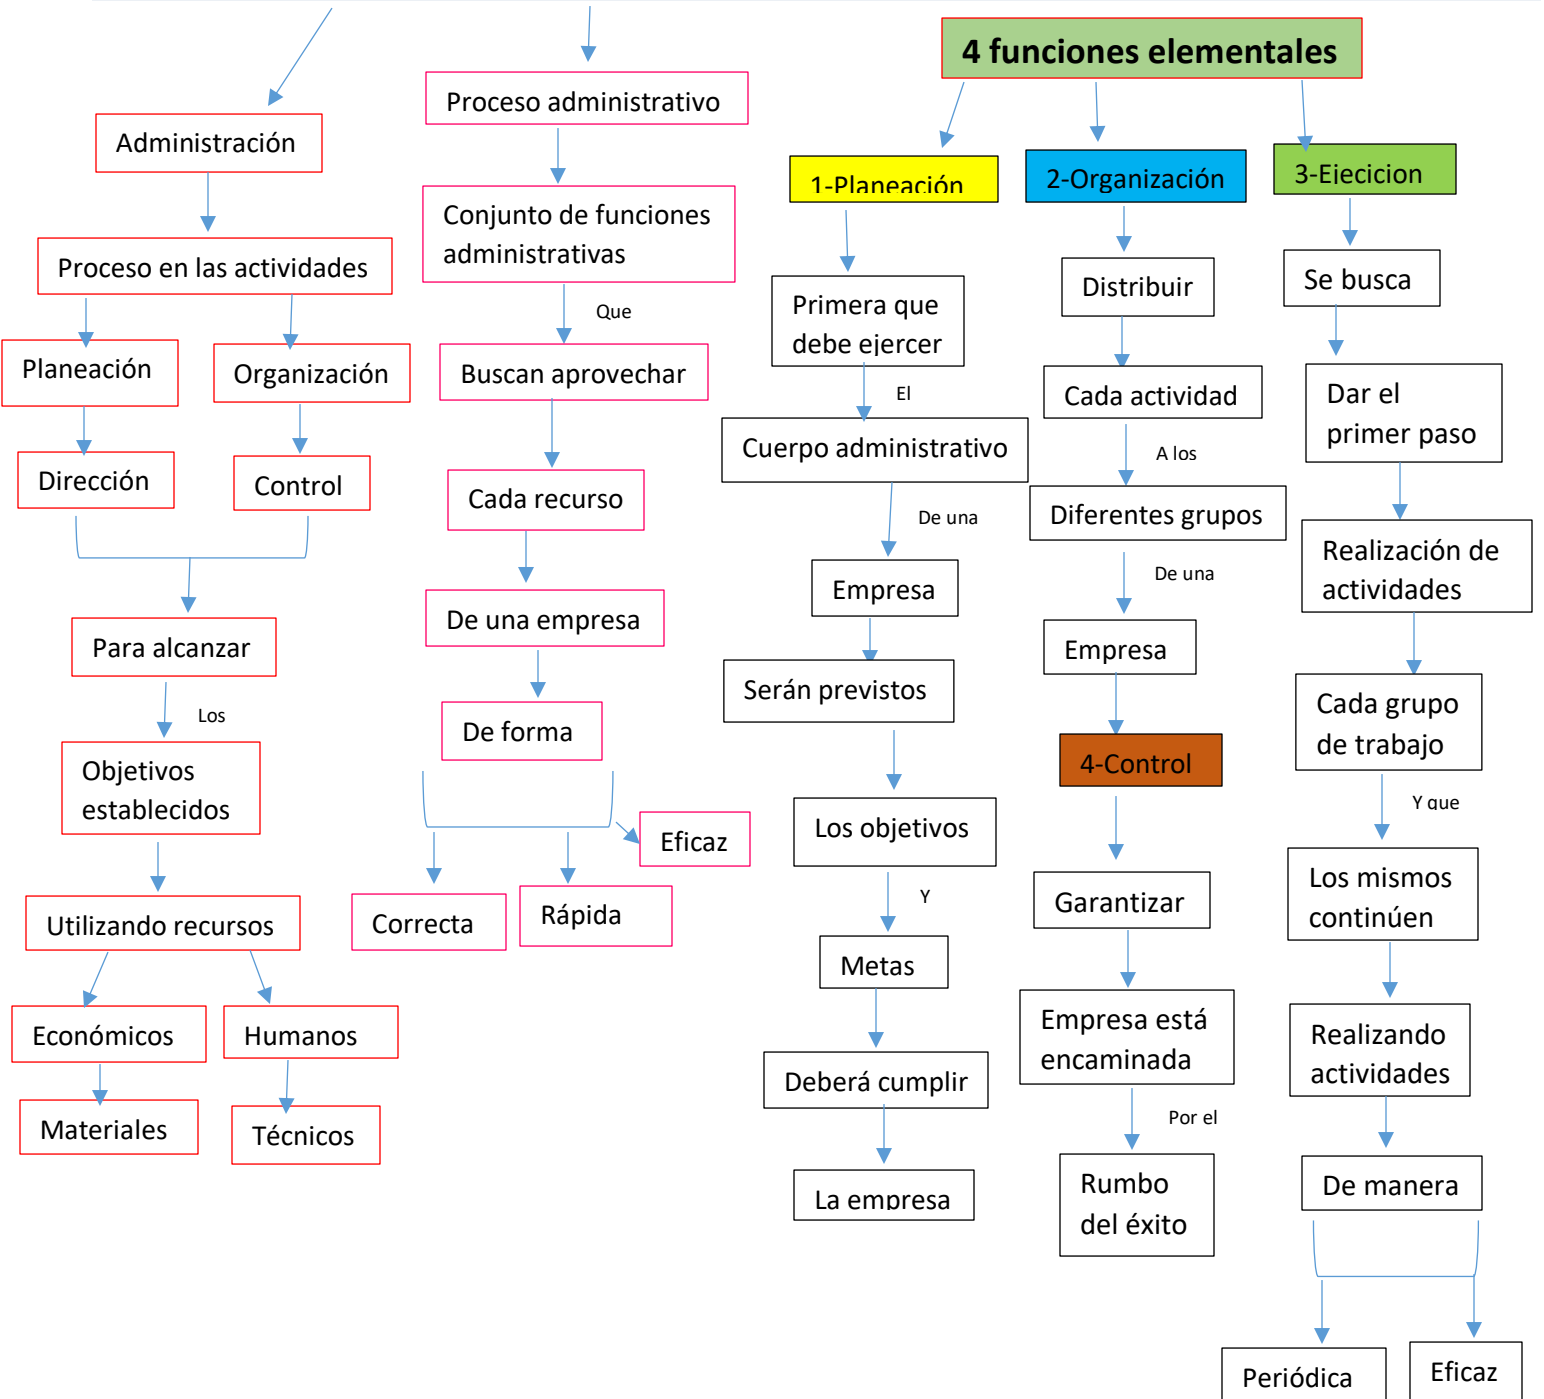 Administración
Proceso en las actividades
Planeación
Organización
Dirección
Control
Para alcanzar
Los
Objetivos
establecidos
Utilizando recursos
Económicos
Humanos
Materiales
Técnicos
Proceso administrativo
Conjunto de funciones
administrativas
Que
Buscan aprovechar
Cada recurso
De una empresa
De forma
Correcta
Rápida
Eficaz
4 funciones elementales
1-Planeación
Primera que
debe ejercer
El
Cuerpo administrativo
De una
Empresa
Serán previstos
Los objetivos
Y
Metas
Deberá cumplir
La empresa
2-Organización
Distribuir
Cada actividad
A los
Diferentes grupos
De una
Empresa
4-Control
Garantizar
Empresa está
encaminada
Por el
Rumbo
del éxito
3-Ejecicion
Se busca
Dar el
primer paso
Realización de
actividades
Cada grupo
de trabajo
Y que
Los mismos
continúen
Realizando
actividades
De manera
Periódica
Eficaz